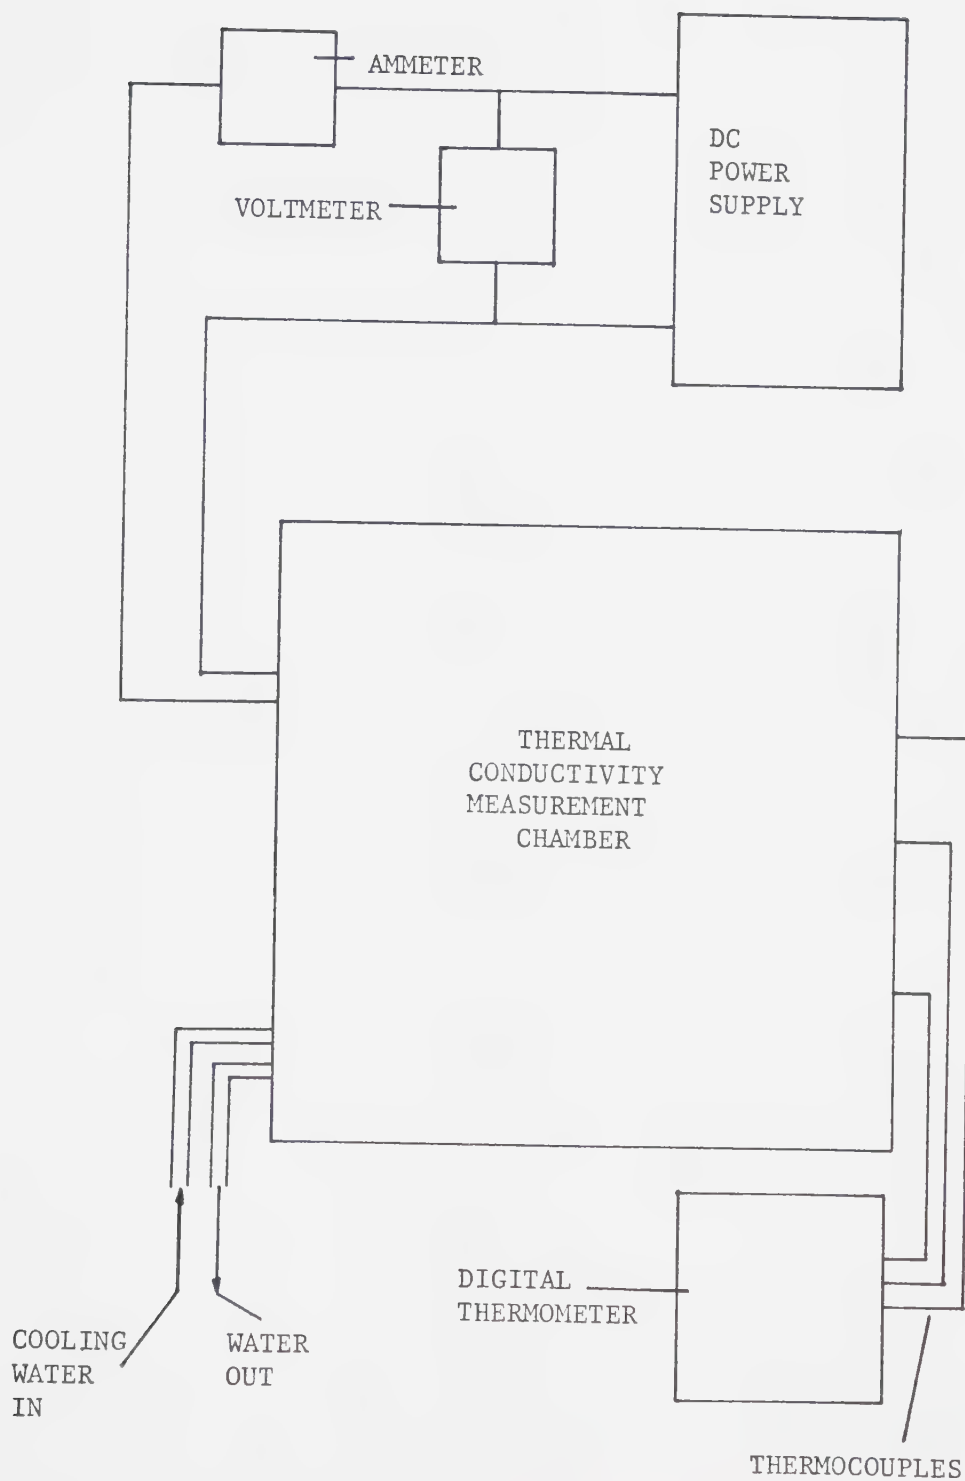 AMMETER
DC
POWER
SUPPLY
VOLTMETER
THERMAL
CONDUCTIVITY
MEASUREMENT
CHAMBER
DIGITAL
THERMOMETER
COOLING
WATER
IN
WATER
OUT
THERMOCOUPLES